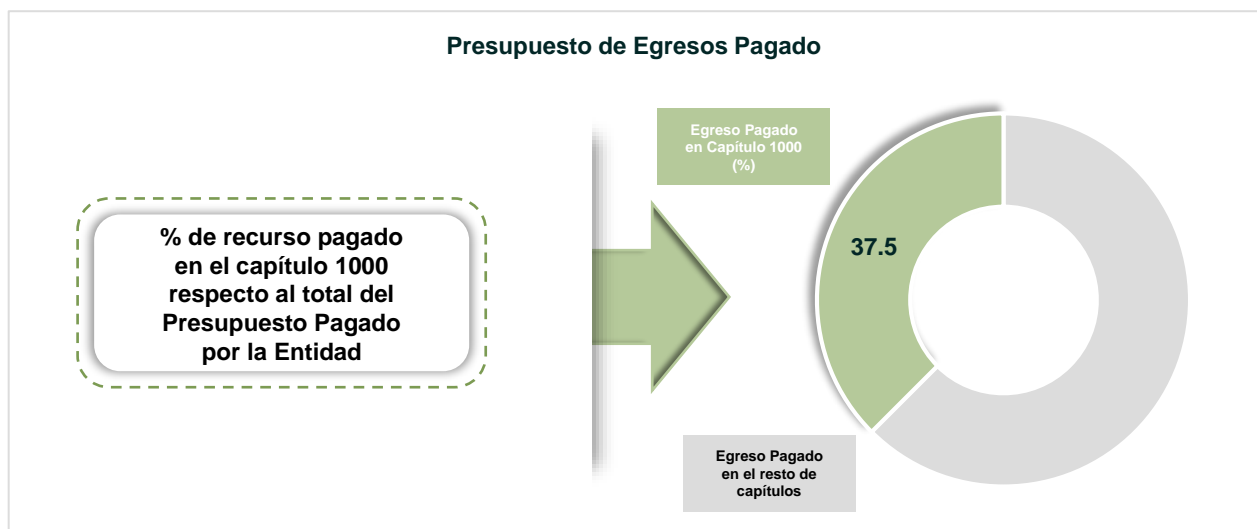 Presupuesto de Egresos Pagado
% de recurso pagado
en el capítulo 1000
respecto al total del
Presupuesto Pagado
por la Entidad
Egreso Pagado
en Capítulo 1000
(%)
37.5
Egreso Pagado
en el resto de
capítulos